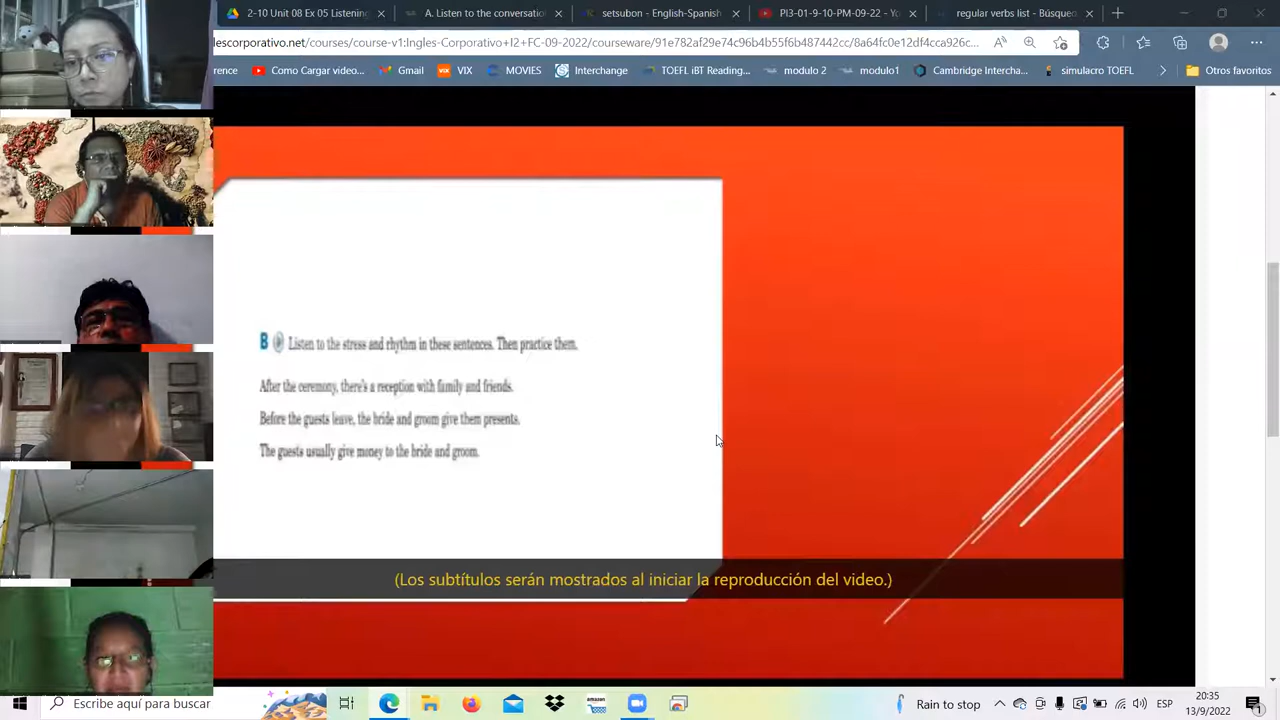 2-10 Unit 08 Ex 05 Listening
A. Listen to the conversation
setsubon - English-Spanish
PI3-01-9-10-PM-09-22 - Yo
regular verbs list - Búsqueo
lescorporativo.net/courses/course-v1:Ingles-Corporativo+I2+FC-09-2022/courseware/91e782af29e74c96b4b55f6b487442cc/8a64fc0e12df4cca926c...
rence
Como Cargar video...
Gmail
VIX
MOVIES
Interchange
TOEFL iBT Reading...
modulo 2
modulo1
Cambridge Intercha...
simulacro TOEFL
Otros favoritos
B Listen to the stress and rhythm in these sentences. Then practice them.
After the ceremony, there's a reception with family and friends.
Before the guests leave, the bride and groom give them presents.
The guests usually give money to the bride and groom.
(Los subtítulos serán mostrados al iniciar la reproducción del video.)
Escribe aquí para buscar
Rain to stop
ESP
20:35
13/9/2022